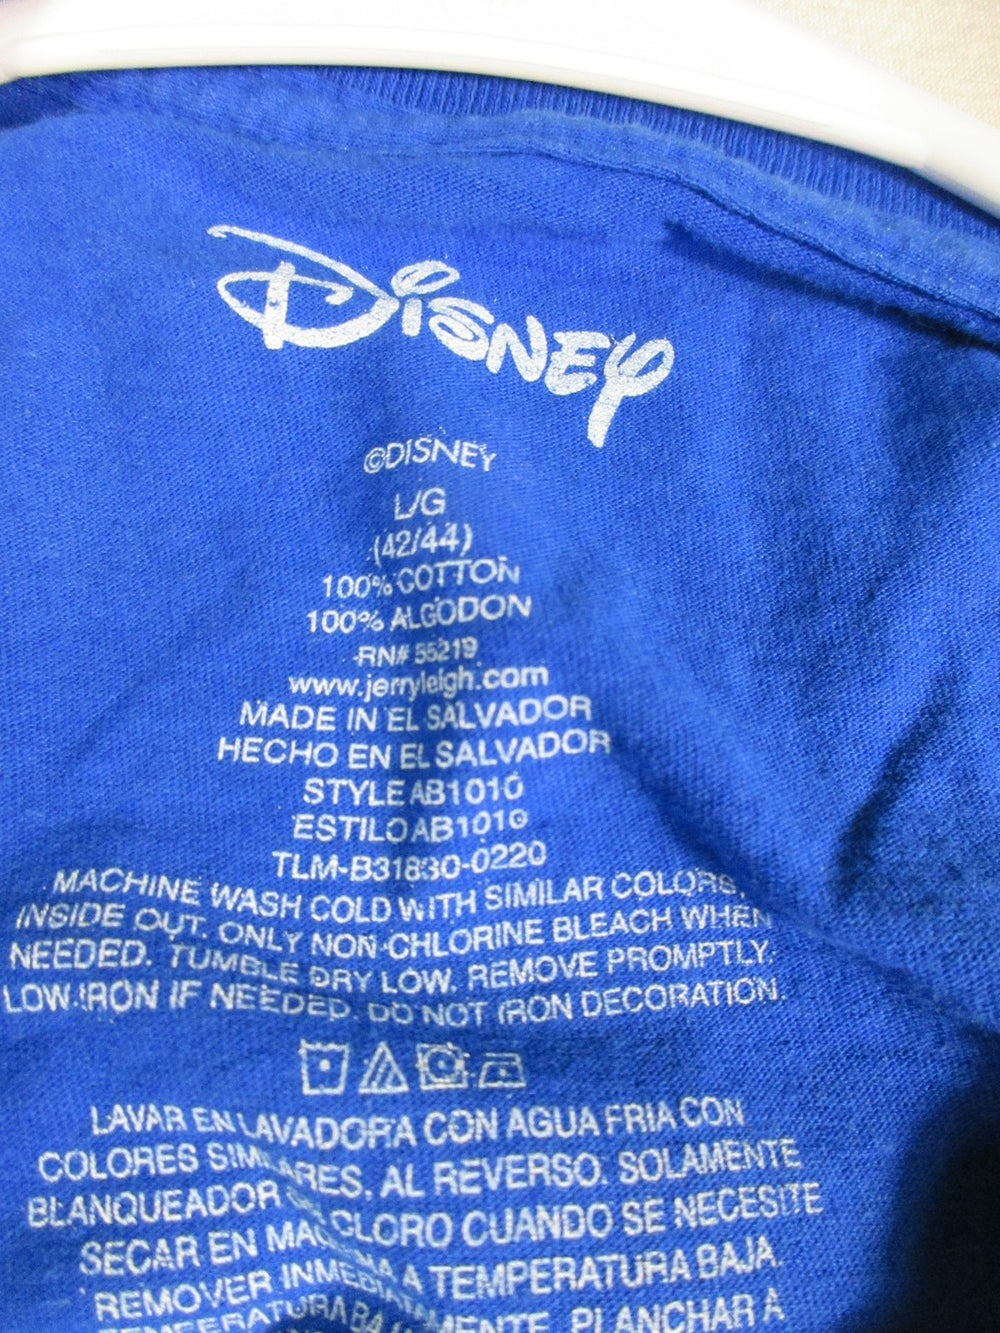 Disney
©DISNEY
L/G
(42/44)
100% COTTON
100% ALGODON
RN# 55219
www.jerryleigh.com
MADE IN EL SALVADOR
HECHO EN EL SALVADOR
STYLE AB1010
ESTILO AB1010
TLM-B31830-0220
MACHINE WASH COLD WITH SIMILAR COLORS,
INSIDE OUT. ONLY NON-CHLORINE BLEACH WHEN
NEEDED. TUMBLE DRY LOW. REMOVE PROMPTLY.
LOW IRON IF NEEDED. DO NOT IRON DECORATION.
LAVAR EN LAVADORA CON AGUA FRIA CON
COLORES SIMILARES, AL REVERSO. SOLAMENTE
BLANQUEADOR CLORO CUANDO SE NECESITE
SECAR EN MAQUINA A TEMPERATURA BAJA.
REMOVER INMEDIATAMENTE. PLANCHAR A
TEMPERATURA BAJA